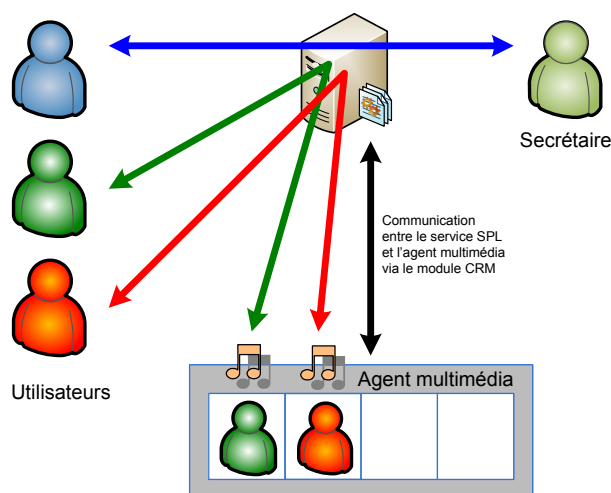 Secrétaire
Communication
entre le service SPL
et l'agent multimédia
via le module CRM
Utilisateurs
Agent multimédia